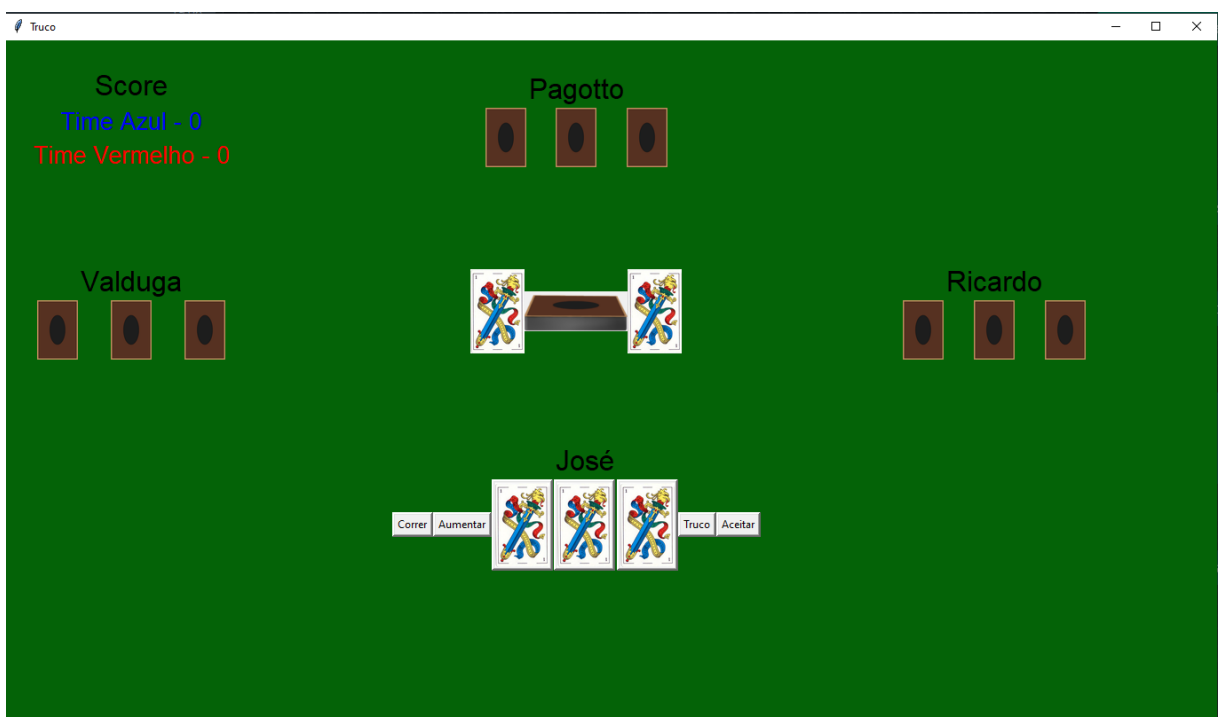 Truco
Score
Time Azul - 0
Time Vermelho - 0
Pagotto
Valduga
Ricardo
José
Correr
Aumentar
Truco
Aceitar